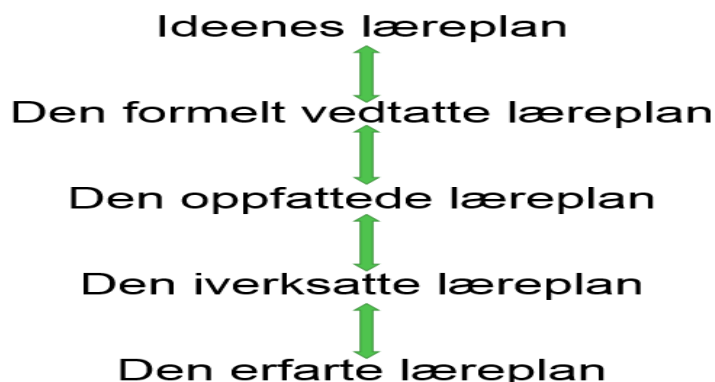 Ideenes læreplan
Den formelt vedtatte læreplan
Den oppfattede læreplan
Den iverksatte læreplan
Den erfarte læreplan